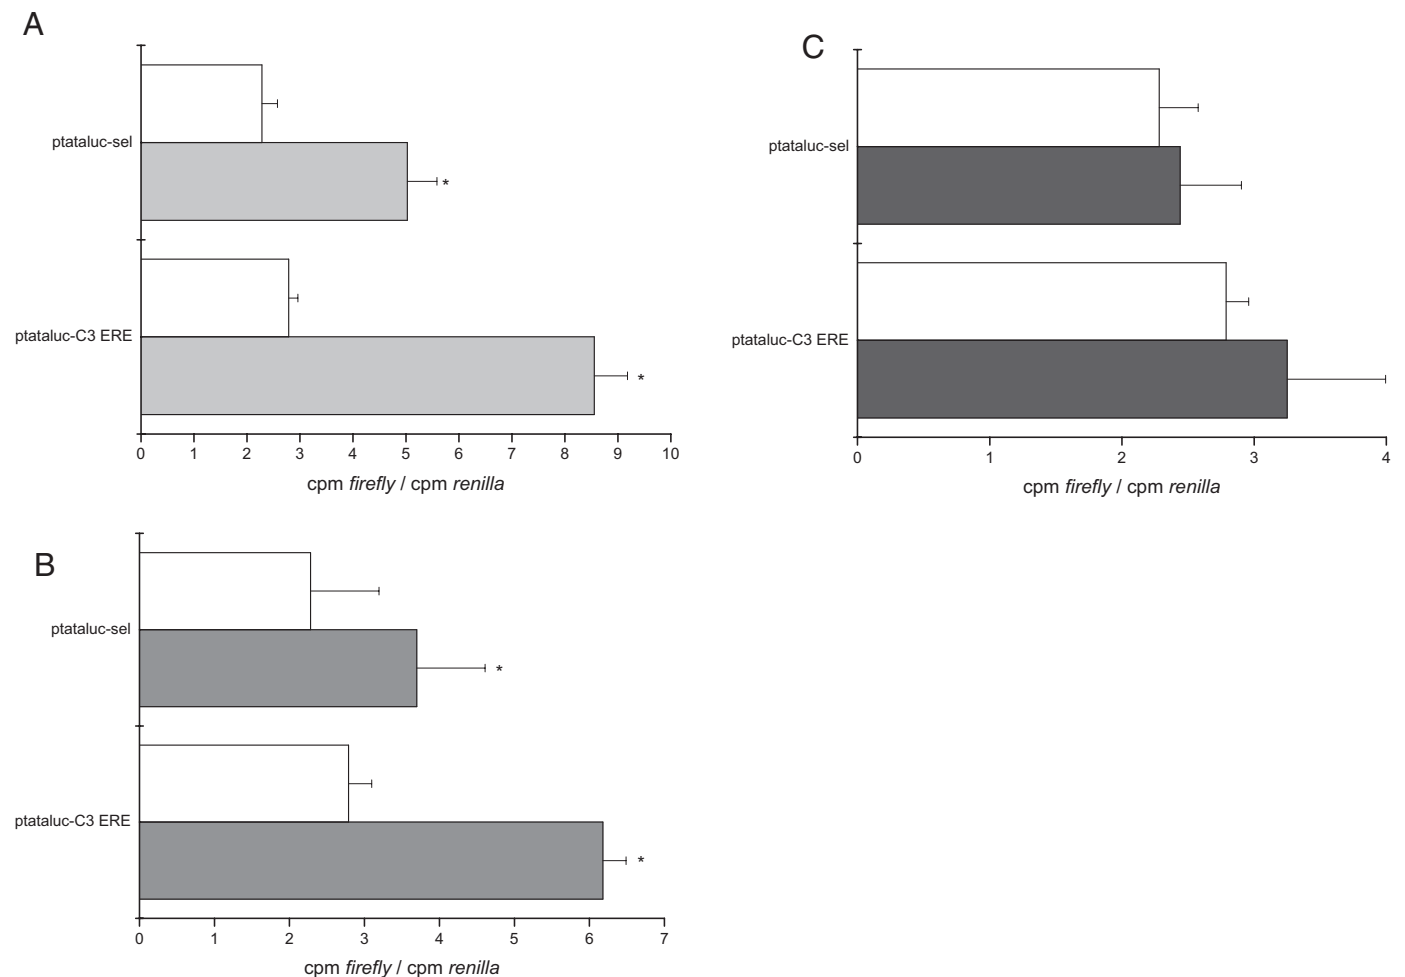 A
ptataluc-sel
*
ptataluc-C3 ERE
*
0 1 2 3 4 5 6 7 8 9 10
cpm firefly / cpm renilla
B
ptataluc-sel
*
ptataluc-C3 ERE
*
0 1 2 3 4 5 6 7
cpm firefly / cpm renilla
C
ptataluc-sel
ptataluc-C3 ERE
0 1 2 3 4
cpm firefly / cpm renilla